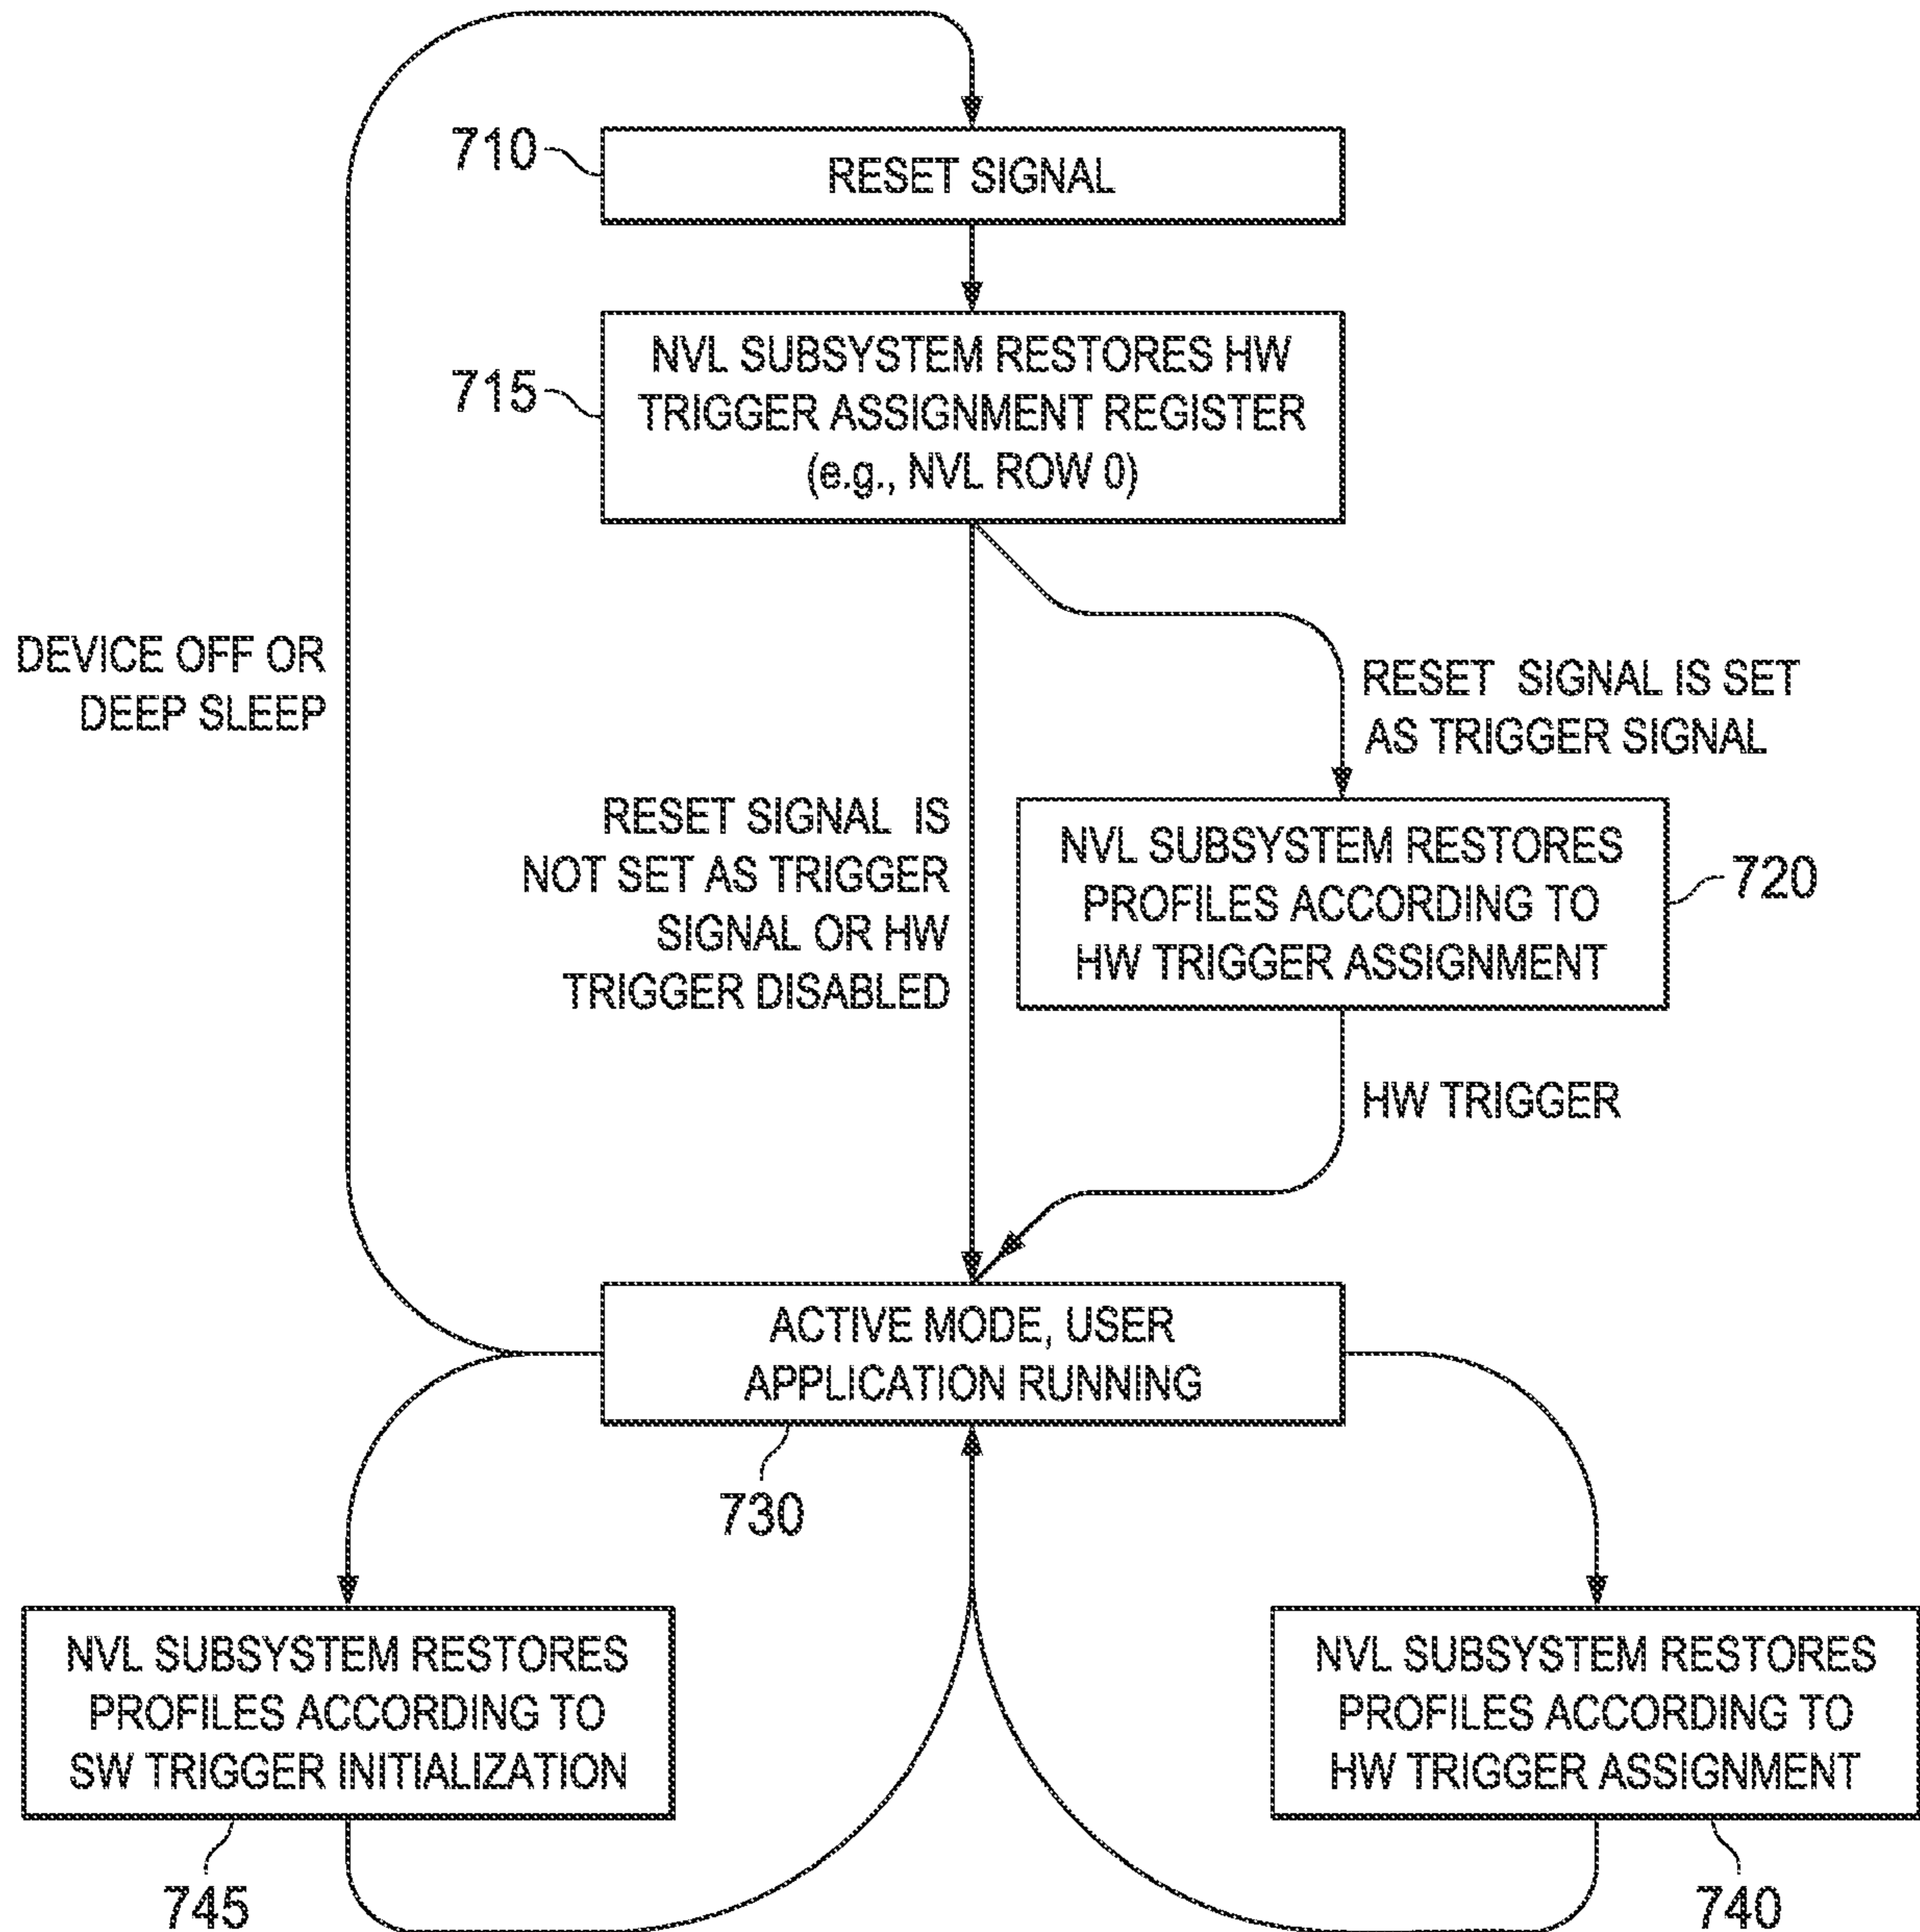 710
RESET SIGNAL
715
NVL SUBSYSTEM RESTORES HW
TRIGGER ASSIGNMENT REGISTER
(e.g., NVL ROW 0)
DEVICE OFF OR
DEEP SLEEP
RESET SIGNAL IS SET
AS TRIGGER SIGNAL
RESET SIGNAL IS
NOT SET AS TRIGGER
SIGNAL OR HW
TRIGGER DISABLED
NVL SUBSYSTEM RESTORES
PROFILES ACCORDING TO
HW TRIGGER ASSIGNMENT
720
HW TRIGGER
ACTIVE MODE, USER
APPLICATION RUNNING
730
NVL SUBSYSTEM RESTORES
PROFILES ACCORDING TO
SW TRIGGER INITIALIZATION
745
NVL SUBSYSTEM RESTORES
PROFILES ACCORDING TO
HW TRIGGER ASSIGNMENT
740